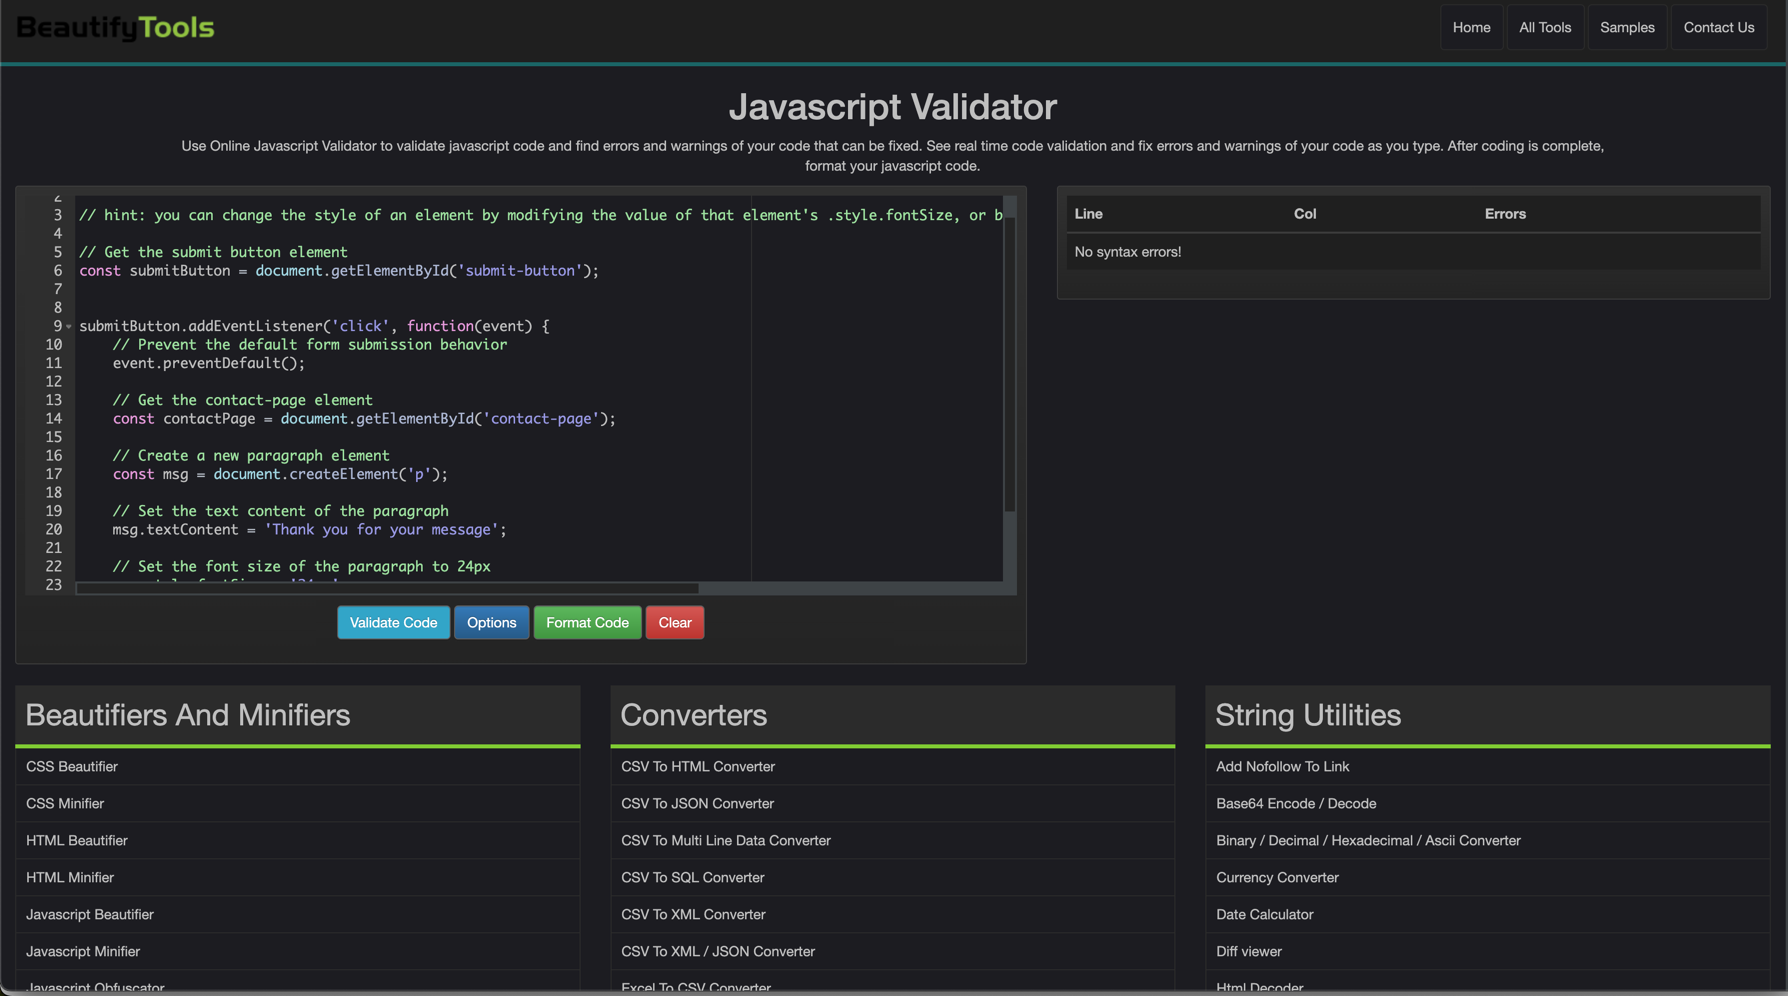 BeautifyTools
Home
All Tools
Samples
Contact Us
Javascript Validator
Use Online Javascript Validator to validate javascript code and find errors and warnings of your code that can be fixed. See real time code validation and fix errors and warnings of your code as you type. After coding is complete,
format your javascript code.
2
3 // hint: you can change the style of an element by modifying the value of that element's .style.fontSize, or b
4
5 // Get the submit button element
6 const submitButton = document.getElementById('submit-button');
7
8
9 submitButton.addEventListener('click', function(event) {
10 // Prevent the default form submission behavior
11 event.preventDefault();
12
13 // Get the contact-page element
14 const contactPage = document.getElementById('contact-page');
15
16 // Create a new paragraph element
17 const msg = document.createElement('p');
18
19 // Set the text content of the paragraph
20 msg.textContent = 'Thank you for your message';
21
22 // Set the font size of the paragraph to 24px
23
Validate Code
Options
Format Code
Clear
Line Col Errors
No syntax errors!
Beautifiers And Minifiers
CSS Beautifier
CSS Minifier
HTML Beautifier
HTML Minifier
Javascript Beautifier
Javascript Minifier
Javascript Obfuscator
Converters
CSV To HTML Converter
CSV To JSON Converter
CSV To Multi Line Data Converter
CSV To SQL Converter
CSV To XML Converter
CSV To XML / JSON Converter
Excel To CSV Converter
String Utilities
Add Nofollow To Link
Base64 Encode / Decode
Binary / Decimal / Hexadecimal / Ascii Converter
Currency Converter
Date Calculator
Diff viewer
Html Decoder